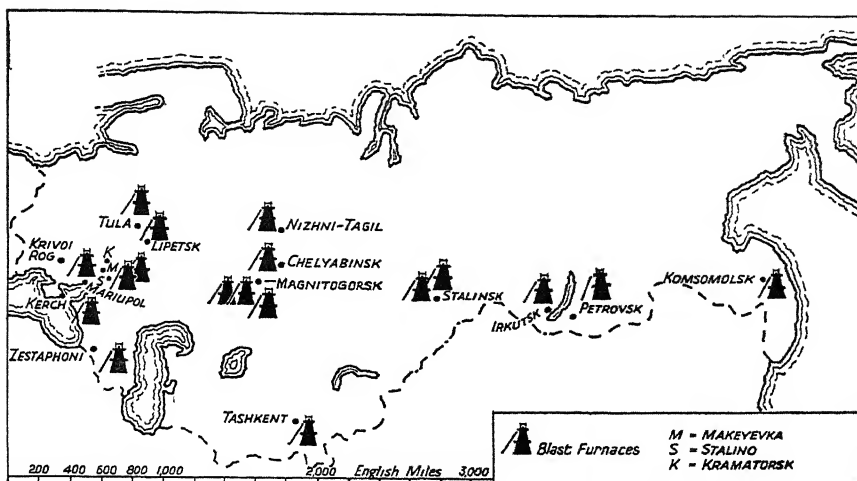 TULA
LIPETSK
NIZHNI-TAGIL
KRIVOI
ROG
K
M
S
MARIUPOL
CHELYABINSK
MAGNITOGORSK
STALINSK
KOMSOMOLSK
KERCH
IRKUTSK
PETROVSK
ZESTAPHONI
TASHKENT
Blast Furnaces
M = MAKEYEVKA
S = STALINO
K = KRAMATORSK
200 400 600 800 1,000 2,000 English Miles 3,000